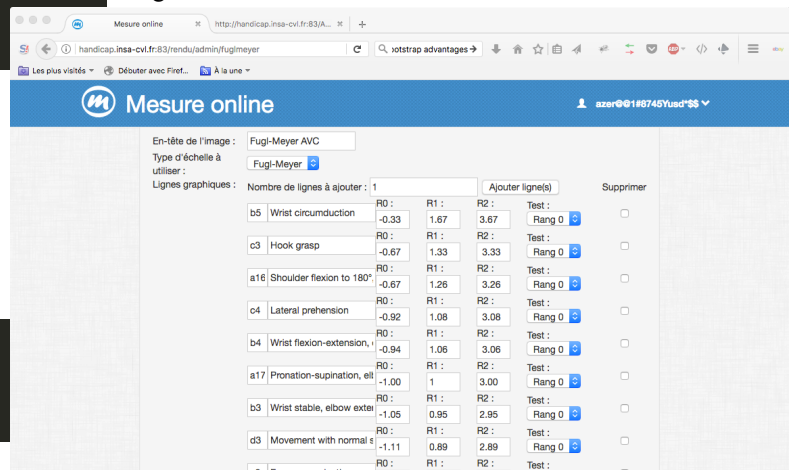 Mesure online
http://handicap.insa-cvl.fr:83/A...
handicap.insa-cvl.fr:83/rendu/admin/fuglmeyer
otstrap advantages
Les plus visités
Débuter avec Firef...
À la une
Mesure online
azer@@1#8745Yusd*$$
En-tête de l'image : Fugl-Meyer AVC
Type d'échelle à utiliser : Fugl-Meyer
Lignes graphiques : Nombre de lignes à ajouter : 1 Ajouter ligne(s) Supprimer
R0 : R1 : R2 : Test :
b5 Wrist circumduction -0.33 1.67 3.67 Rang 0
R0 : R1 : R2 : Test :
c3 Hook grasp -0.67 1.33 3.33 Rang 0
R0 : R1 : R2 : Test :
a16 Shoulder flexion to 180° -0.67 1.26 3.26 Rang 0
R0 : R1 : R2 : Test :
c4 Lateral prehension -0.92 1.08 3.08 Rang 0
R0 : R1 : R2 : Test :
b4 Wrist flexion-extension, -0.94 1.06 3.06 Rang 0
R0 : R1 : R2 : Test :
a17 Pronation-supination, elb -1.00 1 3.00 Rang 0
R0 : R1 : R2 : Test :
b3 Wrist stable, elbow exter -1.05 0.95 2.95 Rang 0
R0 : R1 : R2 : Test :
d3 Movement with normal s -1.11 0.89 2.89 Rang 0
R0 : R1 : R2 : Test :